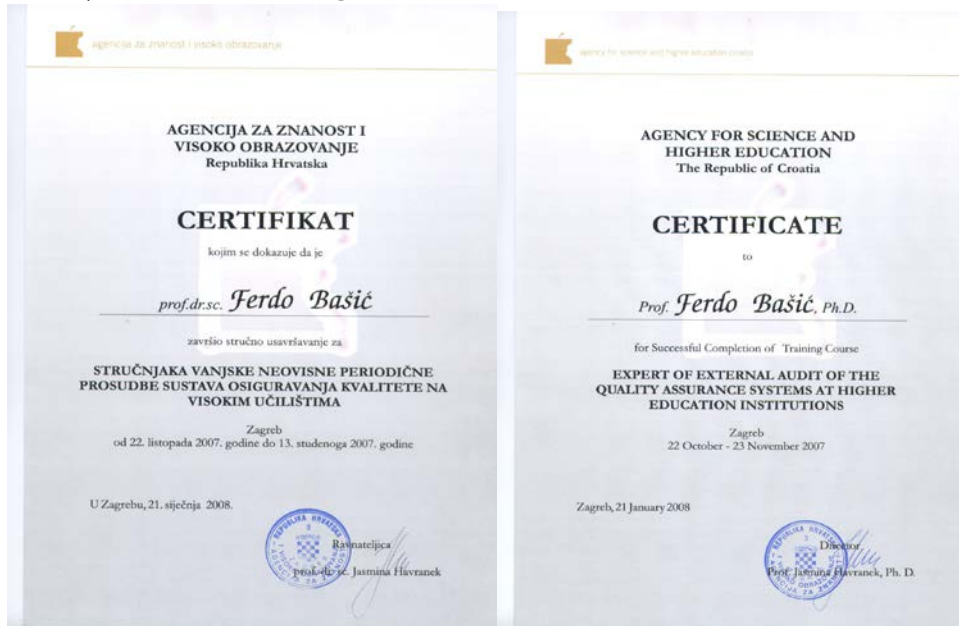 agencija za znanost i visoko obrazovanje
AGENCIJA ZA ZNANOST I
VISOKO OBRAZOVANJE
Republika Hrvatska
CERTIFIKAT
kojim se dokazuje da je
prof.dr.sc. Ferdo Bašić
završio stručno usavršavanje za
STRUČNJAKA VANJSKE NEOVISNE PERIODIČNE
PROSUDBE SUSTAVA OSIGURAVANJA KVALITETE NA
VISOKIM UČILIŠTIMA
Zagreb
od 22. listopada 2007. godine do 13. studenoga 2007. godine
U Zagrebu, 21. siječnja 2008.
Ravnateljica
prof. dr. sc. Jasmina Havranek
agency for science and higher education croatia
AGENCY FOR SCIENCE AND
HIGHER EDUCATION
The Republic of Croatia
CERTIFICATE
to
Prof. Ferdo Bašić, Ph.D.
for Successful Completion of Training Course
EXPERT OF EXTERNAL AUDIT OF THE
QUALITY ASSURANCE SYSTEMS AT HIGHER
EDUCATION INSTITUTIONS
Zagreb
22 October - 23 November 2007
Zagreb, 21 January 2008
Director
Prof. Jasmina Havranek, Ph. D.